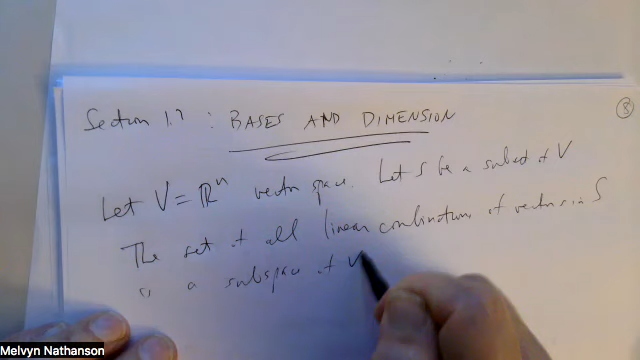 Section 1.7 : BASES AND DIMENSION
8
Let V = ℝⁿ vector space. Let S be a subset of V
The set of all linear combinations of vectors in S
is a subspace of V
Melvyn Nathanson